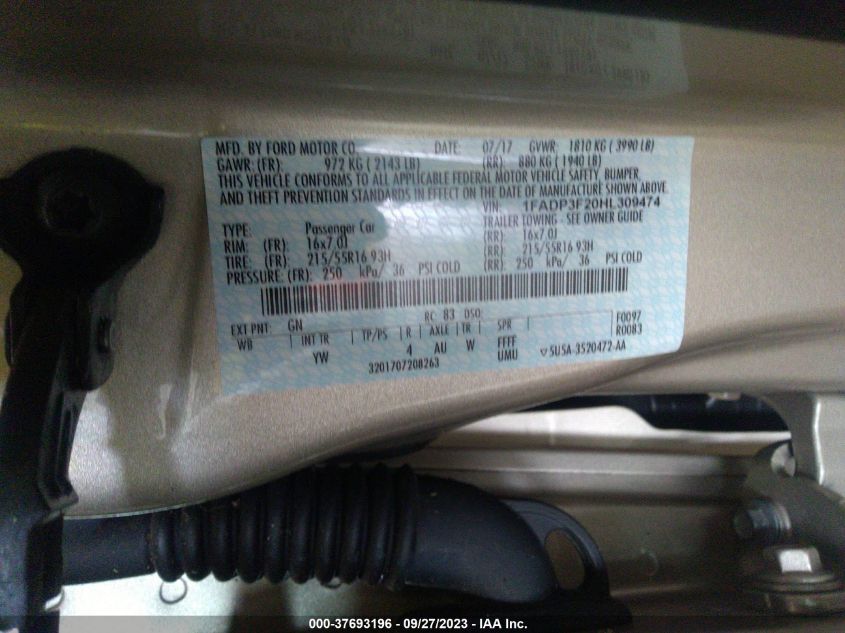 MFD. BY FORD MOTOR CO. DATE: 07/17 GVWR: 1810 KG ( 3990 LB)
GAWR: (FR): 972 KG ( 2143 LB) (RR): 880 KG ( 1940 LB)
THIS VEHICLE CONFORMS TO ALL APPLICABLE FEDERAL MOTOR VEHICLE SAFETY, BUMPER,
AND THEFT PREVENTION STANDARDS IN EFFECT ON THE DATE OF MANUFACTURE SHOWN ABOVE.
VIN: 1FADP3F20HL309474
TYPE: Passenger Car TRAILER TOWING - SEE OWNER GUIDE
RIM: (FR): 16x7.0J (RR): 16x7.0J
TIRE: (FR): 215/55R16 93H (RR): 215/55R16 93H
PRESSURE: (FR): 250 kPa/ 36 PSI COLD (RR): 250 kPa/ 36 PSI COLD
EXT PNT: GN RC: 83 DSO: F0097
WB INT TR TP/PS R AXLE TR SPR R0083
YW 4 AU W FFFF
UMU 5U5A-3520472-AA
3201707208263
000-37693196 - 09/27/2023 - IAA Inc.